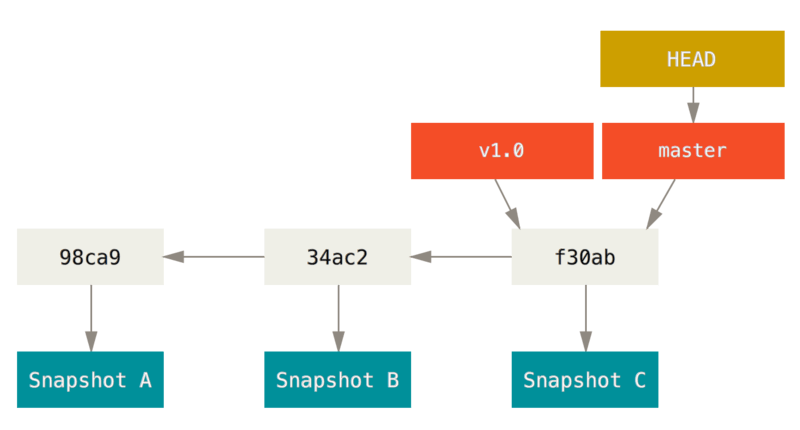 HEAD
v1.0
master
98ca9
34ac2
f30ab
Snapshot A
Snapshot B
Snapshot C